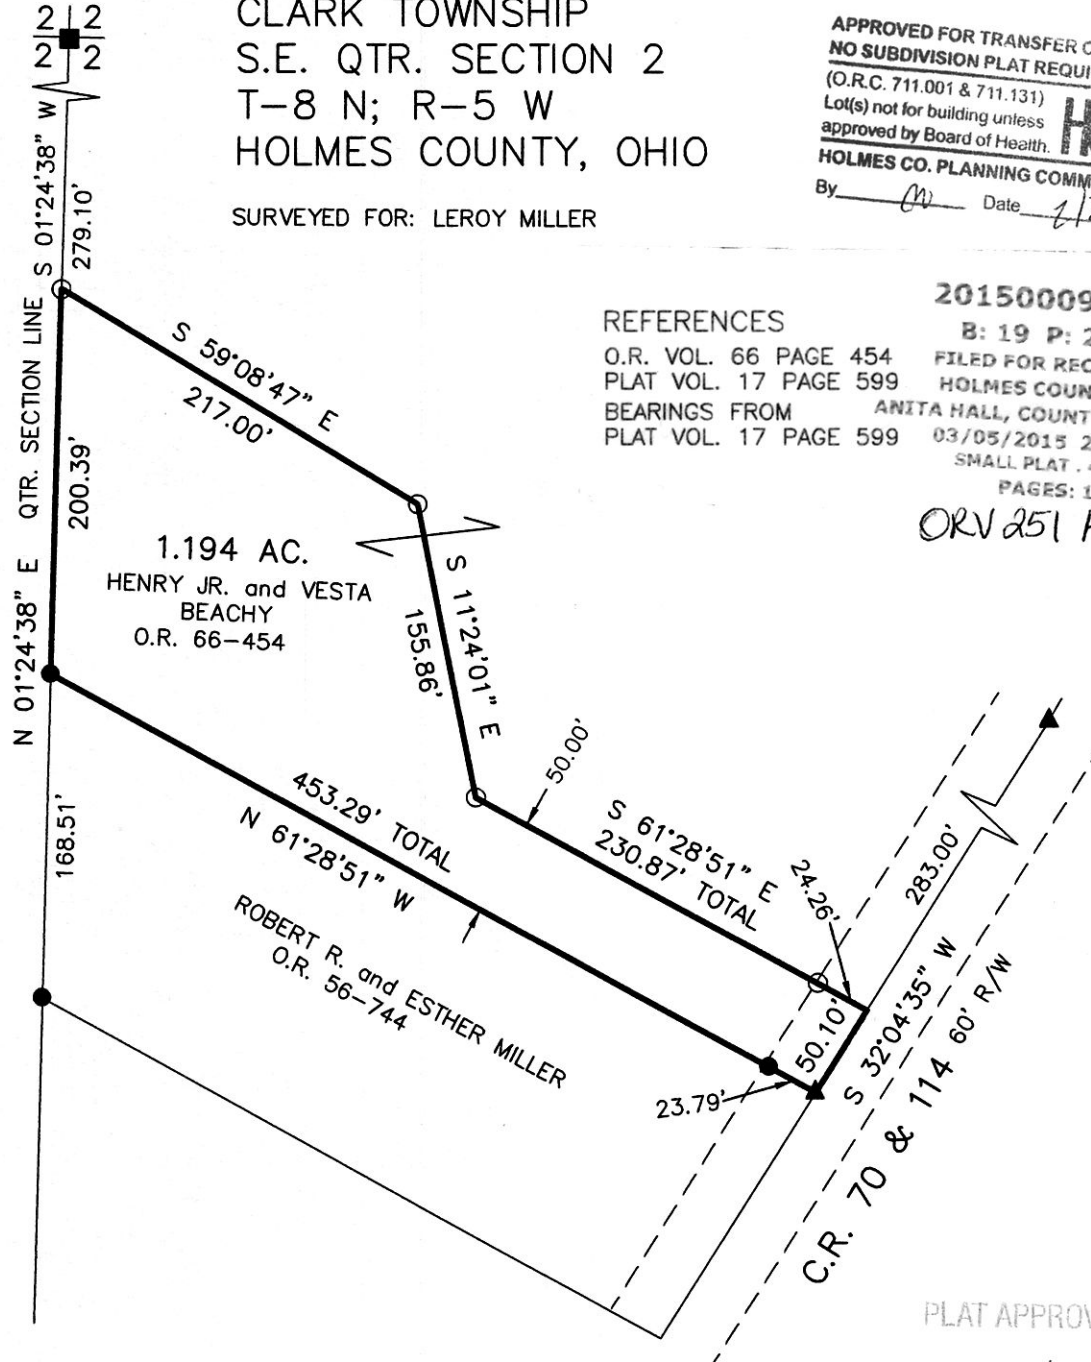 2 2
2 2
CLARK TOWNSHIP
S.E. QTR. SECTION 2
T-8 N; R-5 W
HOLMES COUNTY, OHIO
SURVEYED FOR: LEROY MILLER
APPROVED FOR TRANSFER
NO SUBDIVISION PLAT
(O.R.C. 711.001 & 711.131)
Lot(s) not for building unless
approved by Board of Health.
HOLMES CO. PLANNING
By Date
REFERENCES
O.R. VOL. 66 PAGE 454
PLAT VOL. 17 PAGE 599
BEARINGS FROM
PLAT VOL. 17 PAGE 599
20150009
B: 19 P: 2
FILED FOR
HOLMES
ANITA HALL,
03/05/2015 2
SMALL PLAT .
PAGES: 1
ORV 251
S 01°24'38" W
279.10'
N 01°24'38" E QTR. SECTION LINE
200.39'
S 59°08'47" E
217.00'
1.194 AC.
HENRY JR. and VESTA
BEACHY
O.R. 66-454
S 11°24'01" E
155.86'
50.00'
S 61°28'51" E
230.87' TOTAL
24.26'
283.00'
453.29' TOTAL
N 61°28'51" W
168.51'
ROBERT R. and ESTHER MILLER
O.R. 56-744
50.10'
23.79'
S 32°04'35" W
C.R. 70 & 114 60' R/W
PLAT